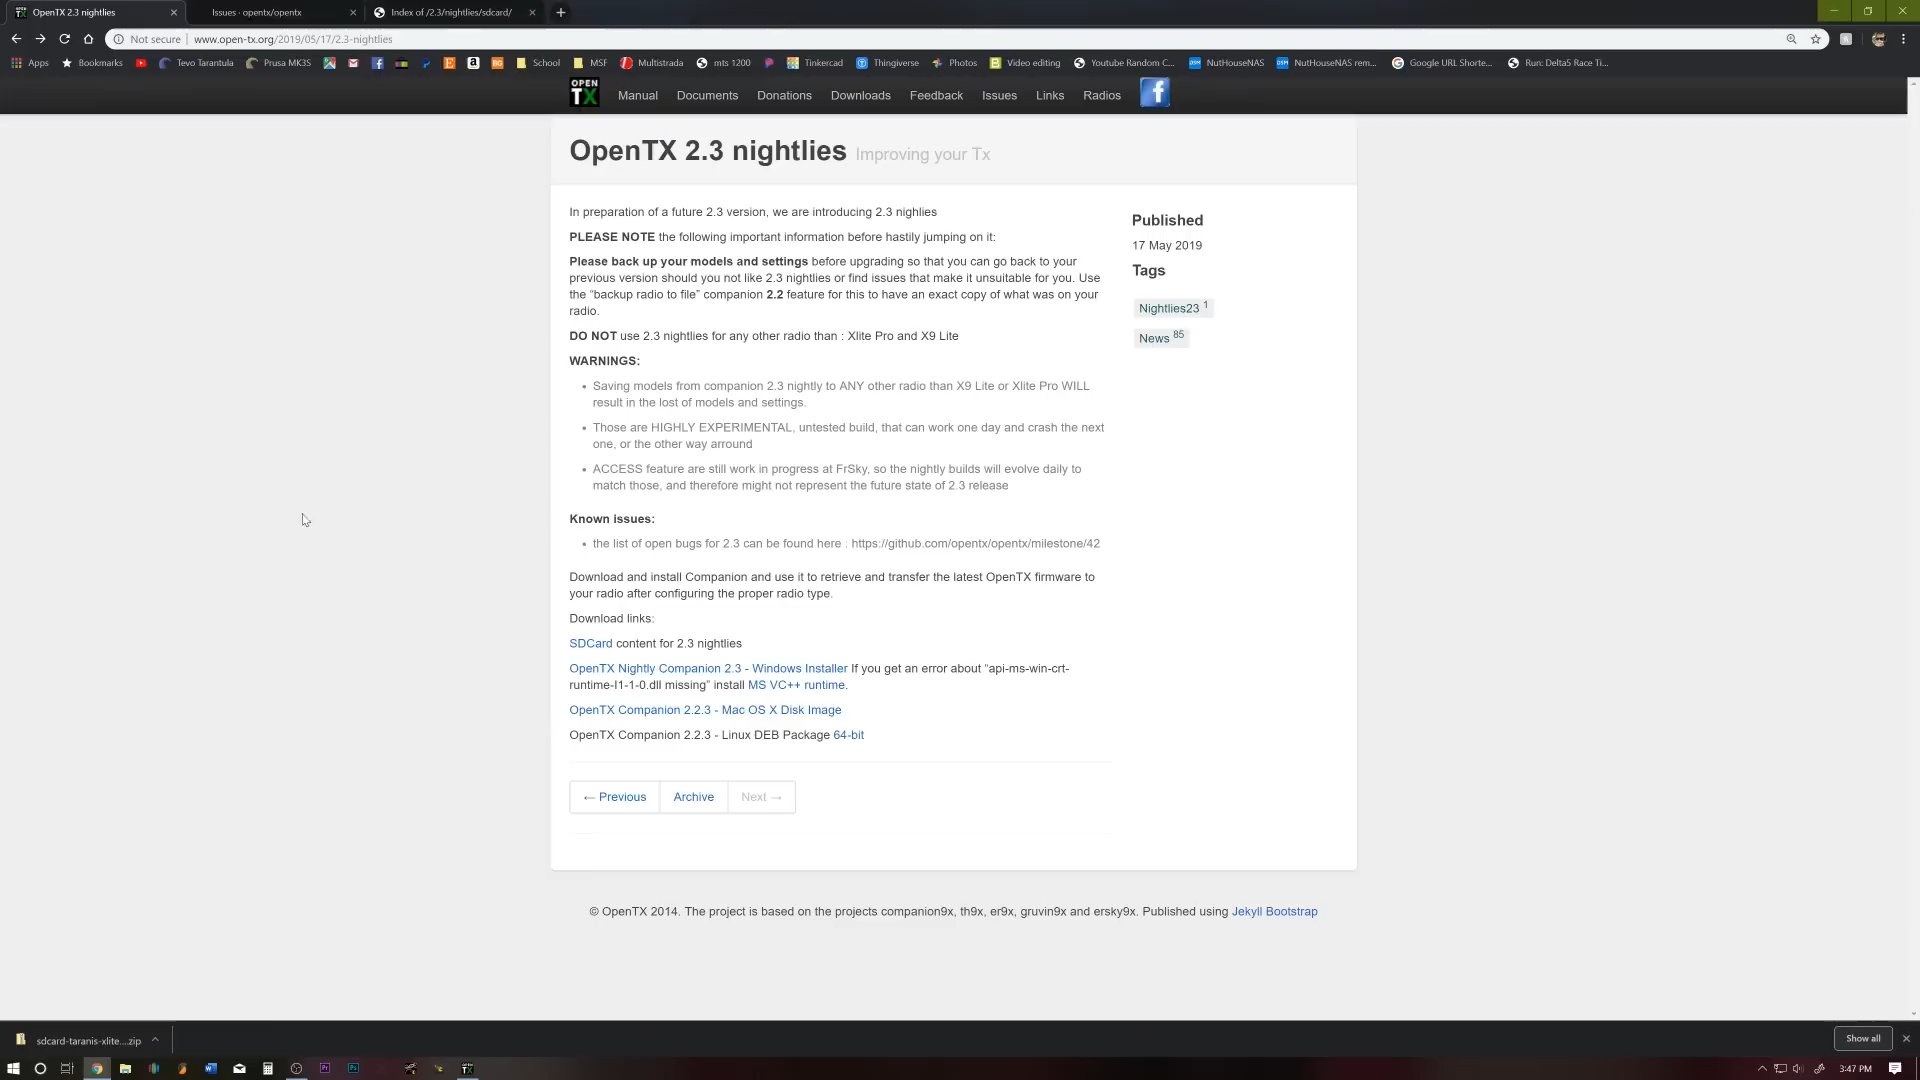 OpenTX 2.3 nightlies
Issues · opentx/opentx
Index of /2.3/nightlies/sdcard/
Not secure | www.open-tx.org/2019/05/17/2.3-nightlies
Apps Bookmarks Tevo Tarantula Prusa MK3S School MSF Multistrada mts 1200 Tinkercad Thingiverse Photos Video editing Youtube Random C... NutHouseNAS NutHouseNAS rem... Google URL Shorte... Run: Delta5 Race Ti...
OPEN
TX
Manual Documents Donations Downloads Feedback Issues Links Radios
OpenTX 2.3 nightlies Improving your Tx
In preparation of a future 2.3 version, we are introducing 2.3 nighlies
PLEASE NOTE the following important information before hastily jumping on it:
Please back up your models and settings before upgrading so that you can go back to your
previous version should you not like 2.3 nightlies or find issues that make it unsuitable for you. Use
the “backup radio to file” companion 2.2 feature for this to have an exact copy of what was on your
radio.
DO NOT use 2.3 nightlies for any other radio than : Xlite Pro and X9 Lite
WARNINGS:
• Saving models from companion 2.3 nightly to ANY other radio than X9 Lite or Xlite Pro WILL
result in the lost of models and settings.
• Those are HIGHLY EXPERIMENTAL, untested build, that can work one day and crash the next
one, or the other way arround
• ACCESS feature are still work in progress at FrSky, so the nightly builds will evolve daily to
match those, and therefore might not represent the future state of 2.3 release
Known issues:
• the list of open bugs for 2.3 can be found here : https://github.com/opentx/opentx/milestone/42
Download and install Companion and use it to retrieve and transfer the latest OpenTX firmware to
your radio after configuring the proper radio type.
Download links:
SDCard content for 2.3 nightlies
OpenTX Nightly Companion 2.3 - Windows Installer If you get an error about “api-ms-win-crt-
runtime-l1-1-0.dll missing” install MS VC++ runtime.
OpenTX Companion 2.2.3 - Mac OS X Disk Image
OpenTX Companion 2.2.3 - Linux DEB Package 64-bit
← Previous Archive Next →
Published
17 May 2019
Tags
Nightlies23 1
News 85
© OpenTX 2014. The project is based on the projects companion9x, th9x, er9x, gruvin9x and ersky9x. Published using Jekyll Bootstrap
sdcard-taranis-xlite....zip
Show all
3:47 PM